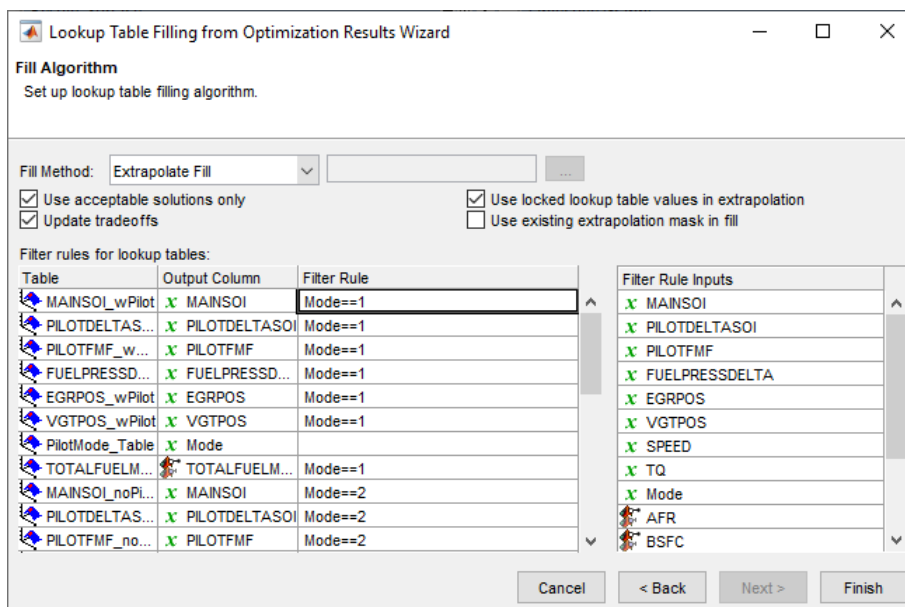 Lookup Table Filling from Optimization Results Wizard
Fill Algorithm
Set up lookup table filling algorithm.
Fill Method: Extrapolate Fill ...
Use acceptable solutions only
Use locked lookup table values in extrapolation
Update tradeoffs
Use existing extrapolation mask in fill
Filter rules for lookup tables:
Table Output Column Filter Rule
MAINSOI_wPilot x MAINSOI Mode==1
PILOTDELTAS... x PILOTDELTASOI Mode==1
PILOTFMF_w... x PILOTFMF Mode==1
FUELPRESSD... x FUELPRESSD... Mode==1
EGRPOS_wPilot x EGRPOS Mode==1
VGTPOS_wPilot x VGTPOS Mode==1
PilotMode_Table x Mode
TOTALFUELM... TOTALFUELM... Mode==1
MAINSOI_noPi... x MAINSOI Mode==2
PILOTDELTAS... x PILOTDELTASOI Mode==2
PILOTFMF_no... x PILOTFMF Mode==2
Filter Rule Inputs
x MAINSOI
x PILOTDELTASOI
x PILOTFMF
x FUELPRESSDELTA
x EGRPOS
x VGTPOS
x SPEED
x TQ
x Mode
AFR
BSFC
Cancel < Back Next > Finish